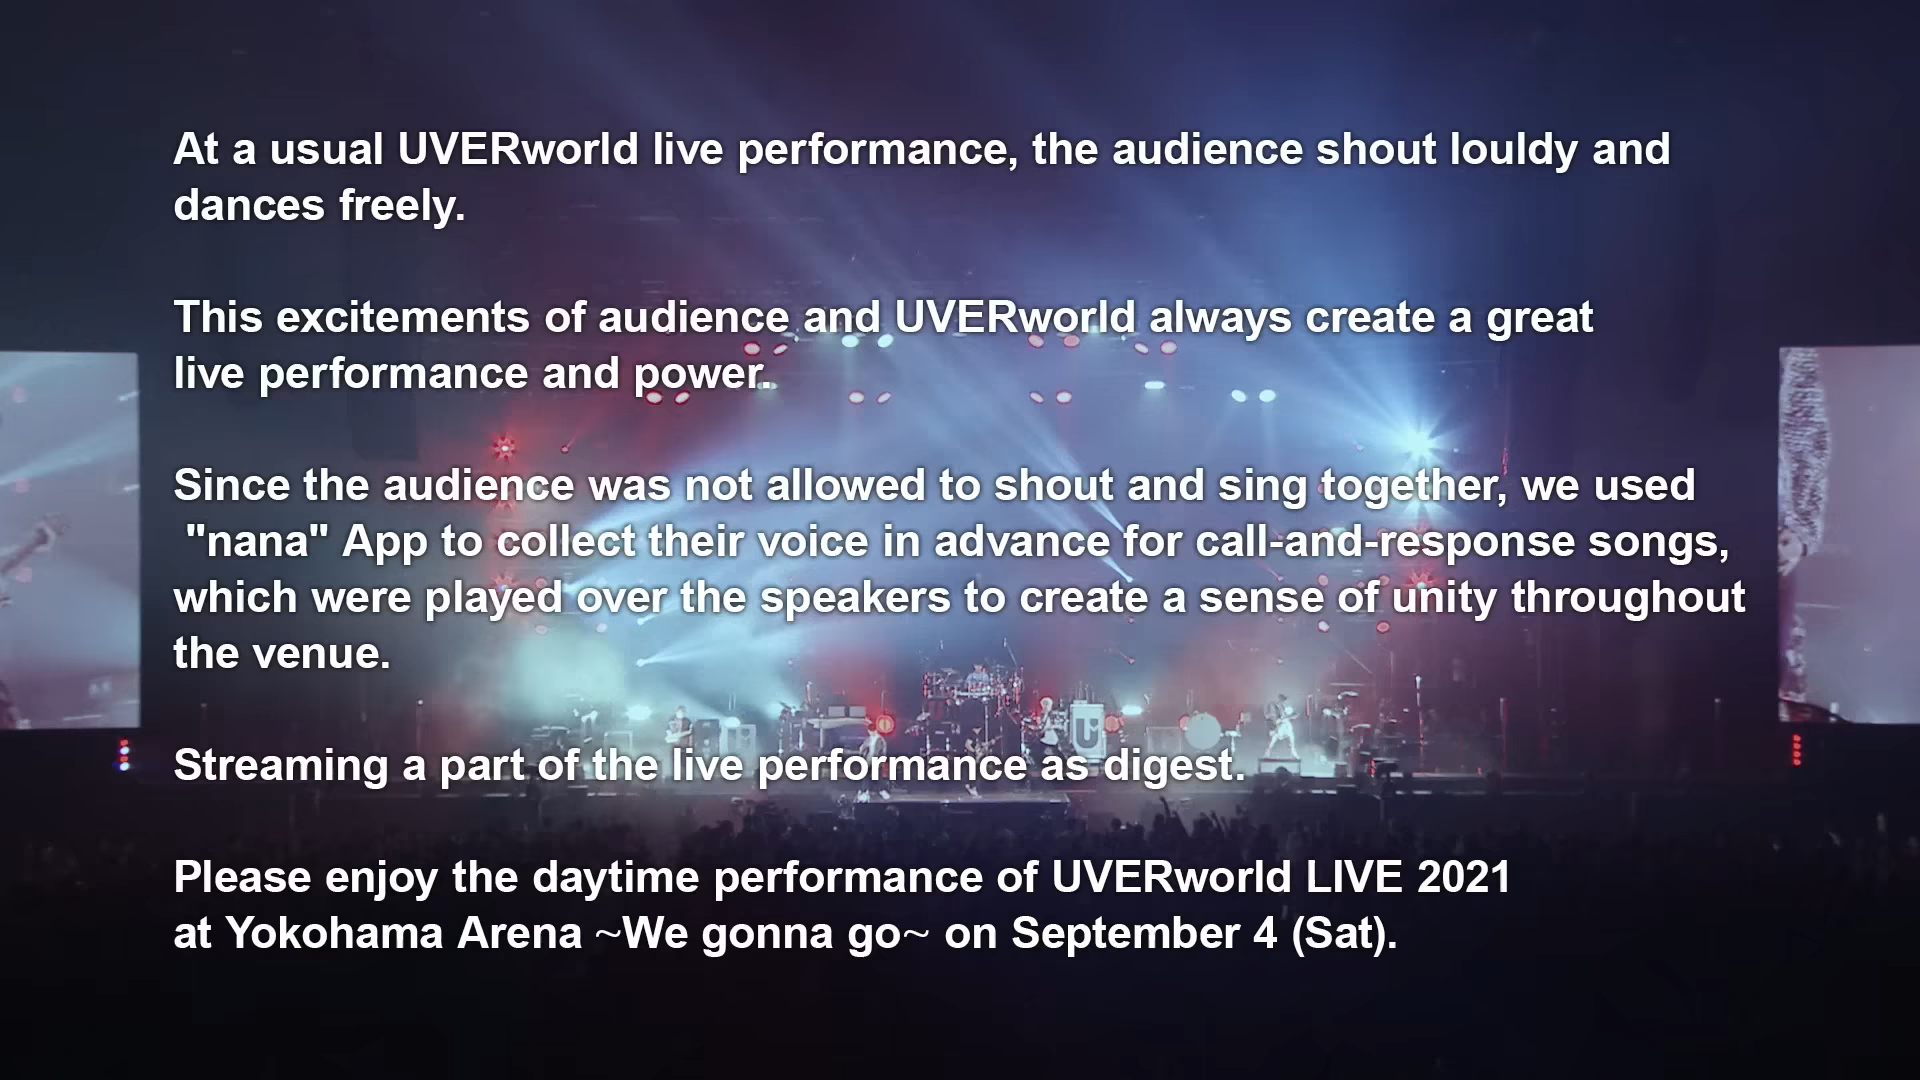 At a usual UVERworld live performance, the audience shout louldy and
dances freely.
This excitements of audience and UVERworld always create a great
live performance and power.
Since the audience was not allowed to shout and sing together, we used
"nana" App to collect their voice in advance for call-and-response songs,
which were played over the speakers to create a sense of unity throughout
the venue.
Streaming a part of the live performance as digest.
Please enjoy the daytime performance of UVERworld LIVE 2021
at Yokohama Arena ~We gonna go~ on September 4 (Sat).